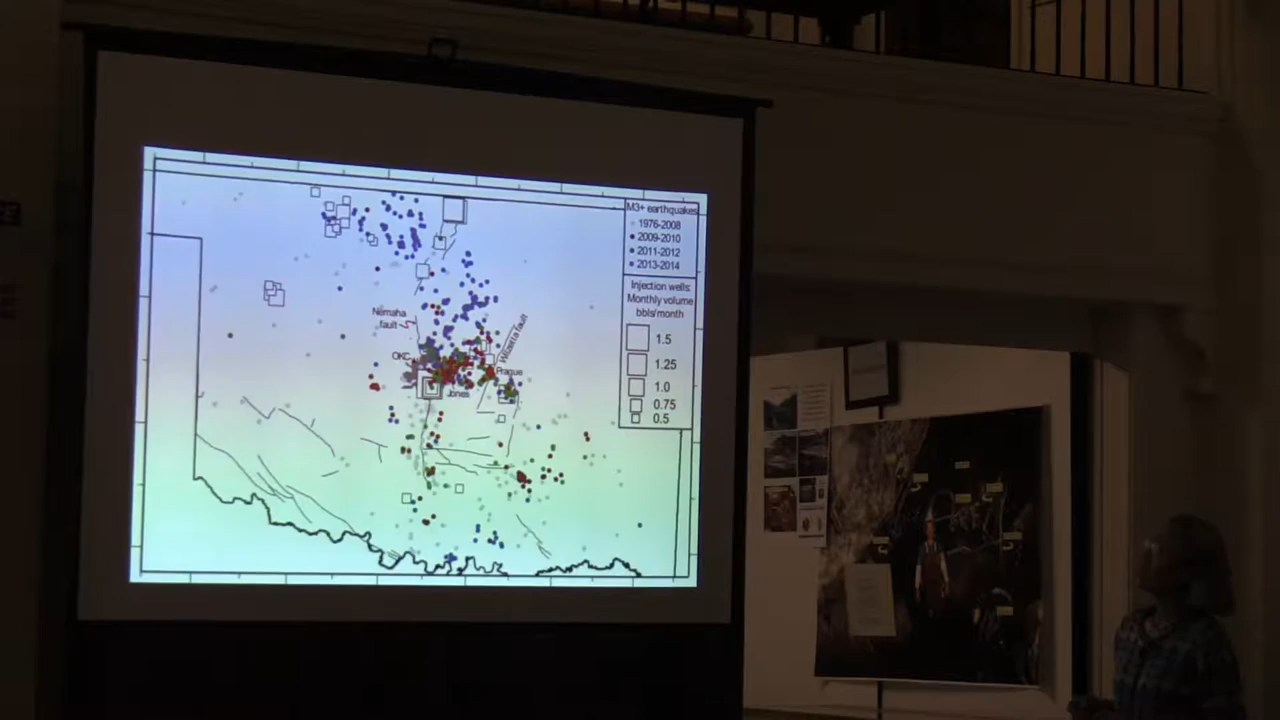 M3+ earthquakes
1976-2008
2009-2010
2011-2012
2013-2014
Injection wells
Monthly volume
bbls/month
1.5
1.25
1.0
0.75
0.5
Nemaha
fault
Wilzetta fault
OKC
Prague
Jones